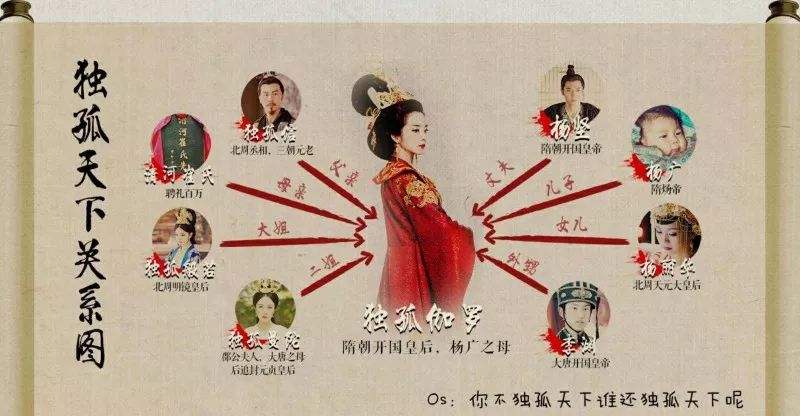 独孤天下关系图
独孤信
北周丞相、三朝元老
父亲
清河崔氏
聘礼百万
母亲
独孤般若
北周明镜皇后
大姐
独孤曼陀
邵公夫人、大唐之母
后追封元贞皇后
二姐
独孤伽罗
隋朝开国皇后，杨广之母
杨坚
隋朝开国皇帝
丈夫
杨广
隋炀帝
儿子
杨丽华
北周天元大皇后
女儿
李渊
大唐开国皇帝
外甥
Os：你不独孤天下谁还独孤天下呢